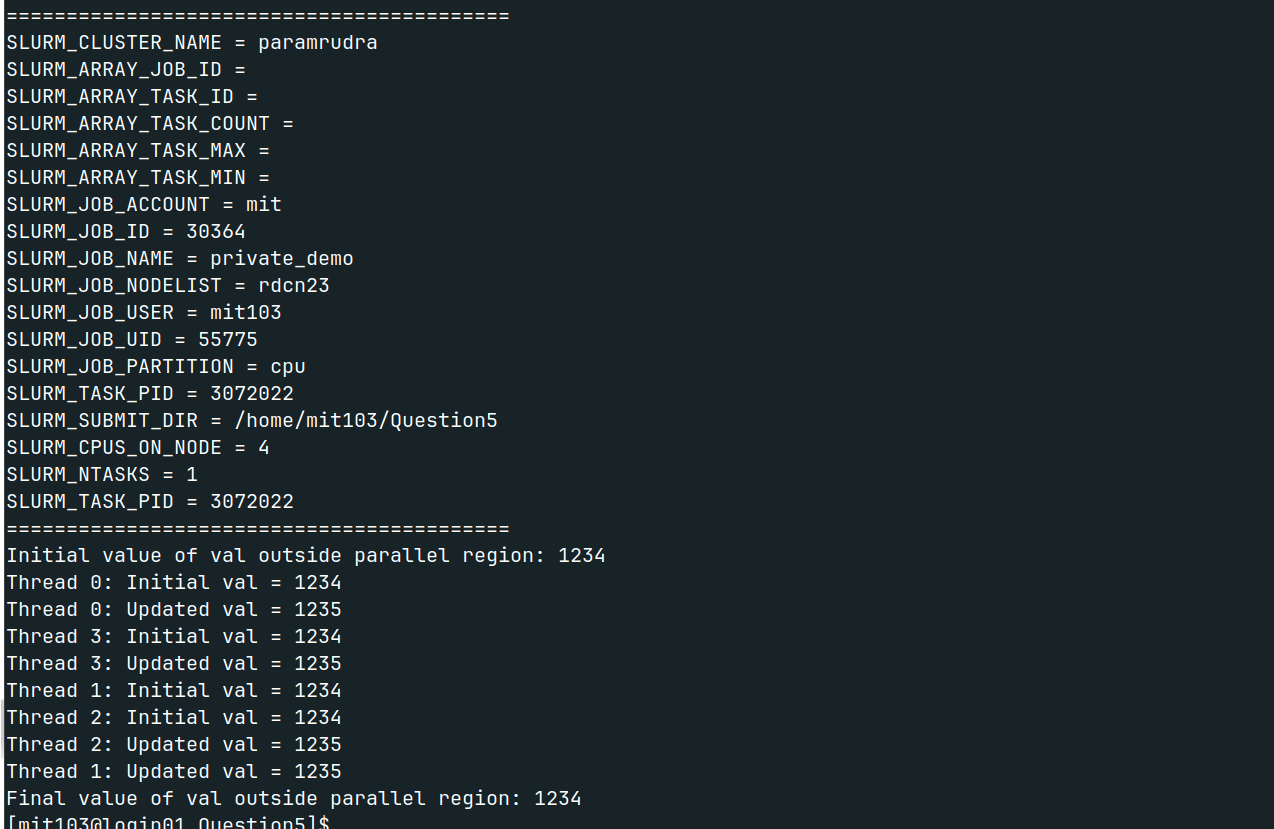 ==========================================
SLURM_CLUSTER_NAME = paramrudra
SLURM_ARRAY_JOB_ID =
SLURM_ARRAY_TASK_ID =
SLURM_ARRAY_TASK_COUNT =
SLURM_ARRAY_TASK_MAX =
SLURM_ARRAY_TASK_MIN =
SLURM_JOB_ACCOUNT = mit
SLURM_JOB_ID = 30364
SLURM_JOB_NAME = private_demo
SLURM_JOB_NODELIST = rdcn23
SLURM_JOB_USER = mit103
SLURM_JOB_UID = 55775
SLURM_JOB_PARTITION = cpu
SLURM_TASK_PID = 3072022
SLURM_SUBMIT_DIR = /home/mit103/Question5
SLURM_CPUS_ON_NODE = 4
SLURM_NTASKS = 1
SLURM_TASK_PID = 3072022
==========================================
Initial value of val outside parallel region: 1234
Thread 0: Initial val = 1234
Thread 0: Updated val = 1235
Thread 3: Initial val = 1234
Thread 3: Updated val = 1235
Thread 1: Initial val = 1234
Thread 2: Initial val = 1234
Thread 2: Updated val = 1235
Thread 1: Updated val = 1235
Final value of val outside parallel region: 1234
[mit103@login01 Question5]$